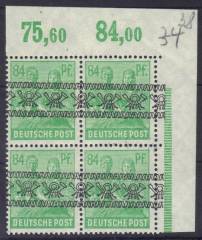 75,60 84,00 38
34
84 PF. 84 PF.
DEUTSCHE POST DEUTSCHE POST
84 PF. 84 PF.
DEUTSCHE POST DEUTSCHE POST